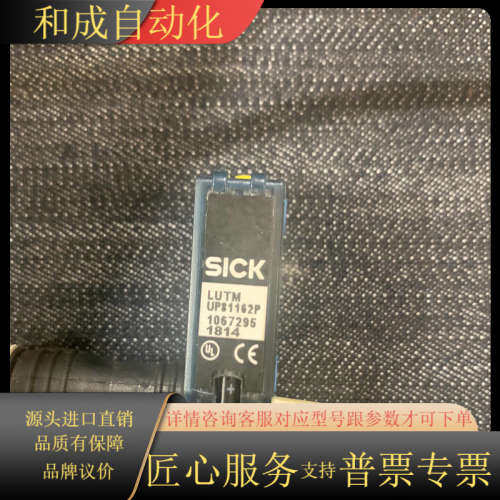 和成自动化
SICK
LUTM
UP81162P
1067295
1814
UL
CE
源头进口直销
品质有保障
品牌议价
详情咨询客服对应型号跟参数才可下单
匠心服务支持普票专票